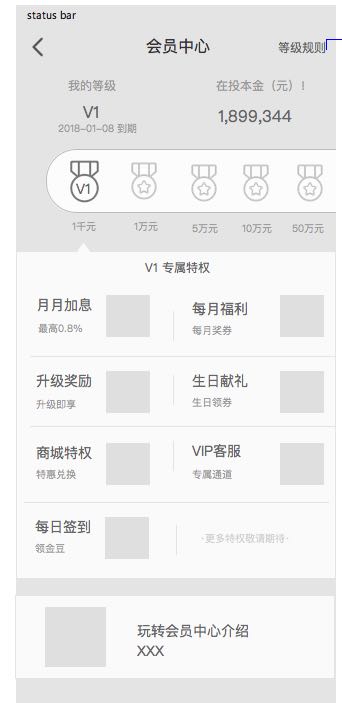 status bar
会员中心
等级规则
我的等级
在投本金（元）!
V1
1,899,344
2018-01-08 到期
V1
1千元
1万元
5万元
10万元
50万元
V1 专属特权
月月加息
最高0.8%
每月福利
每月奖券
升级奖励
升级即享
生日献礼
生日领券
商城特权
特惠兑换
VIP客服
专属通道
每日签到
领金豆
·更多特权敬请期待·
玩转会员中心介绍
XXX